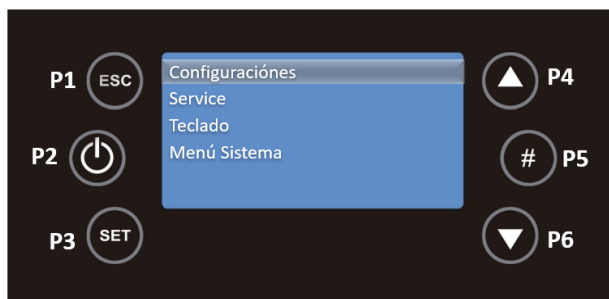 P1 ESC
Configuraciónes
P4
Service
Teclado
P2
Menú Sistema
# P5
P3 SET
P6